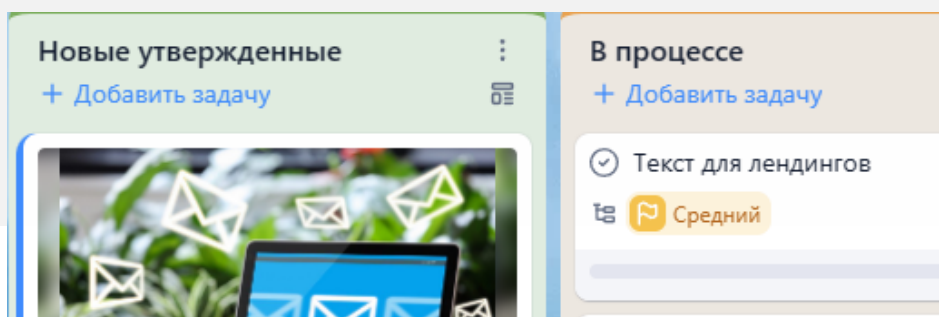 Новые утвержденные
+ Добавить задачу
В процессе
+ Добавить задачу
Текст для лендингов
Средний